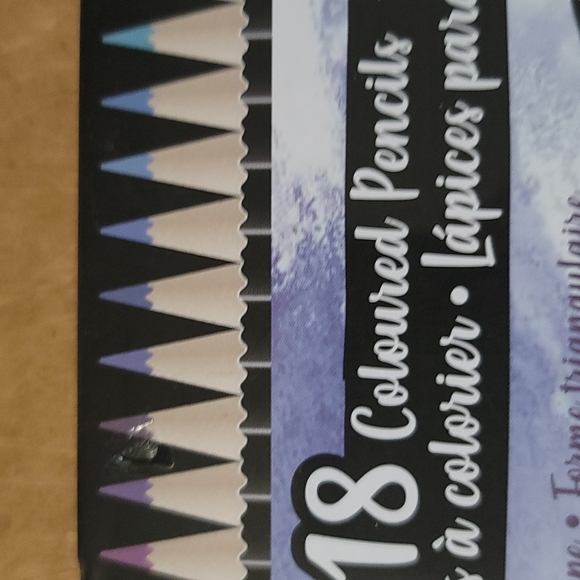 18 Coloured Pencils
à colorier • Lápices para
• Forme triangulaire